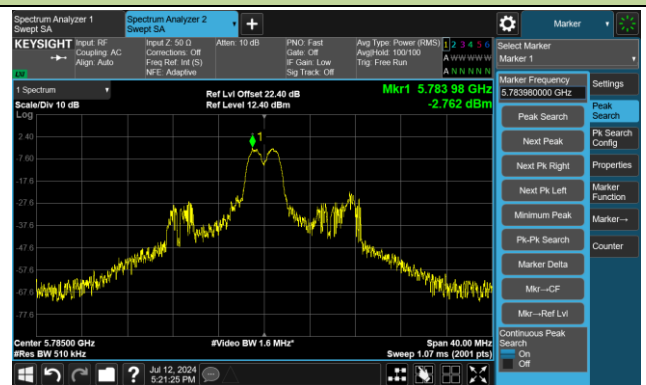 Spectrum Analyzer 1
Swept SA
Spectrum Analyzer 2
Swept SA
Marker
KEYSIGHT
Input: RF
Coupling: AC
Align: Auto
Input Z: 50 Ω
Corrections: Off
Freq Ref: Int (S)
NFE: Adaptive
Atten: 10 dB
PNO: Fast
Gate: Off
IF Gain: Low
Sig Track: Off
Avg Type: Power (RMS)
Avg|Hold: 100/100
Trig: Free Run
1 2 3 4 5 6
A W W W W W
A N N N N N
Select Marker
Marker 1
1 Spectrum
Scale/Div 10 dB
Ref Lvl Offset 22.40 dB
Ref Level 12.40 dBm
Mkr1 5.783 98 GHz
-2.762 dBm
Log
2.40
-7.60
-17.6
-27.6
-37.6
-47.6
-57.6
-67.6
-77.6
1
Center 5.78500 GHz
#Res BW 510 kHz
#Video BW 1.6 MHz*
Span 40.00 MHz
Sweep 1.07 ms (2001 pts)
Marker Frequency
5.783980000 GHz
Peak Search
Next Peak
Next Pk Right
Next Pk Left
Minimum Peak
Pk-Pk Search
Marker Delta
Mkr→CF
Mkr→Ref Lvl
Continuous Peak
Search
On
Off
Settings
Peak
Search
Pk Search
Config
Properties
Marker
Function
Marker→
Counter
?
Jul 12, 2024
5:21:25 PM